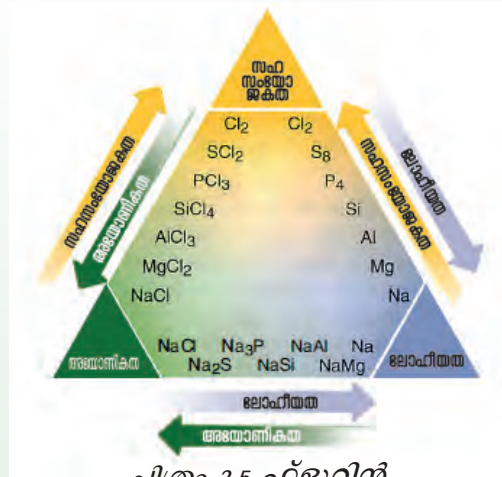 സഹ
സംയോ
ജകത
Cl₂ Cl₂
SCl₂ S₈
PCl₃ P₄
SiCl₄ Si
AlCl₃ Al
MgCl₂ Mg
NaCl Na
സഹസംയോജകത
അയോണികത
ലോഹീയത
സഹസംയോജകത
NaCl Na₃P NaAl Na
Na₂S NaSi NaMg
അയോണികത
ലോഹീയത
ലോഹീയത
അയോണികത